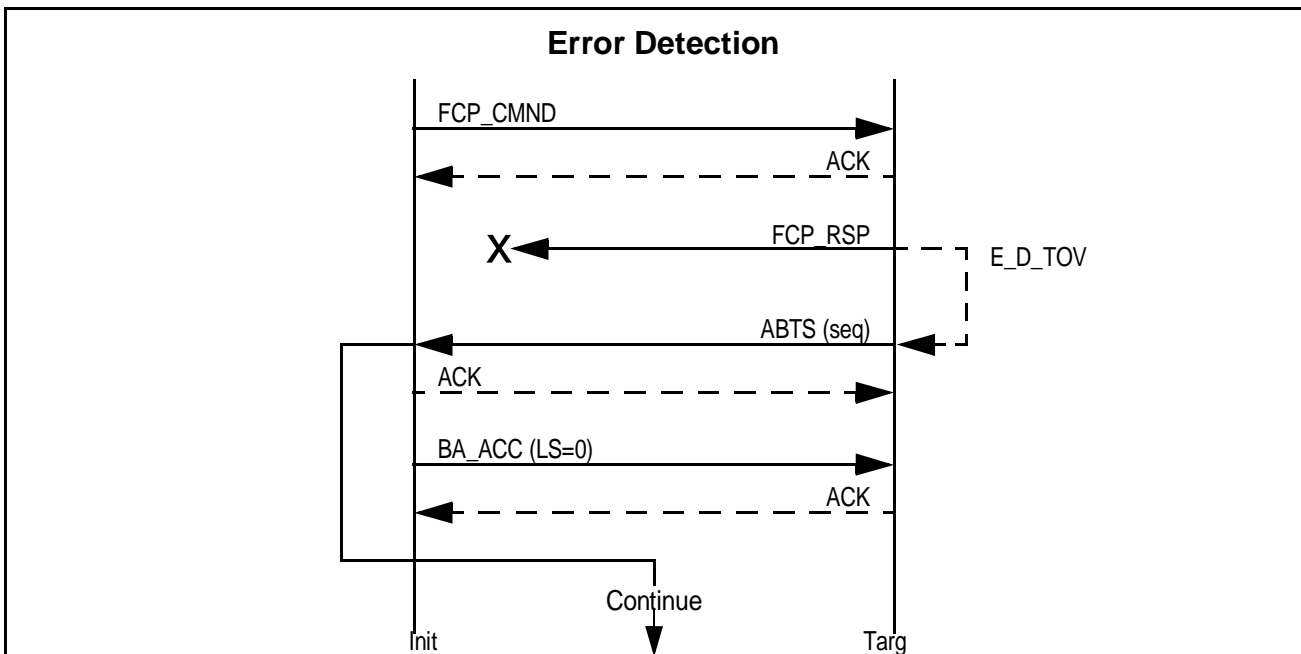 Error Detection
FCP_CMND
ACK
X
FCP_RSP
E_D_TOV
ABTS (seq)
ACK
BA_ACC (LS=0)
ACK
Continue
Init
Targ